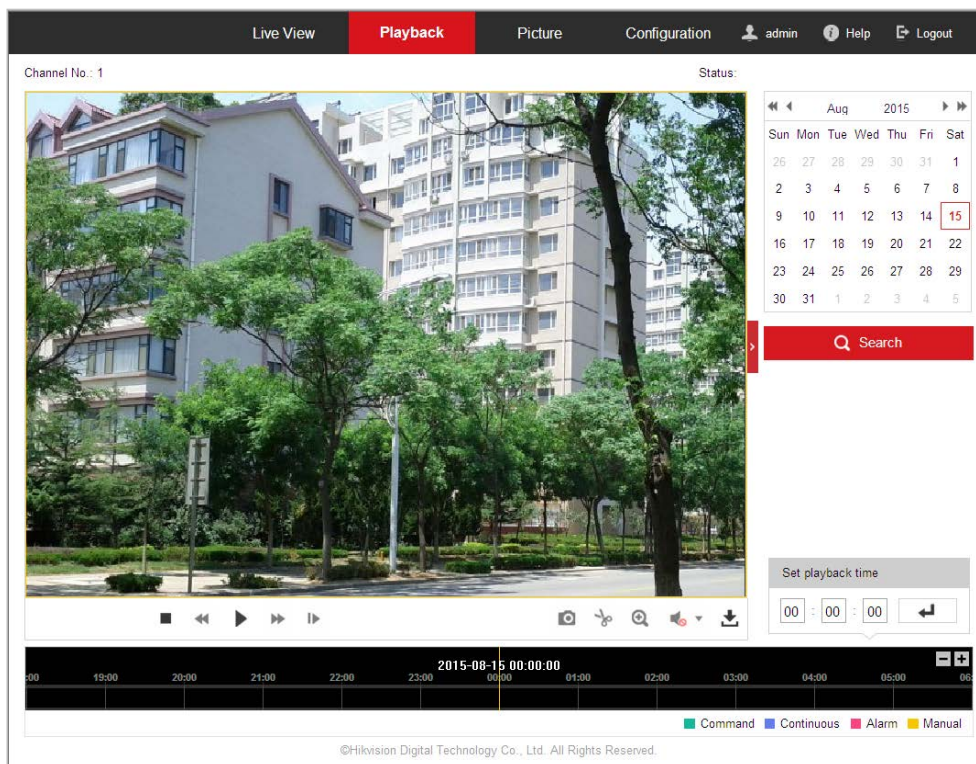 Live View Playback Picture Configuration admin Help Logout
Channel No.: 1 Status:
Aug 2015
Sun Mon Tue Wed Thu Fri Sat
26 27 28 29 30 31 1
2 3 4 5 6 7 8
9 10 11 12 13 14 15
16 17 18 19 20 21 22
23 24 25 26 27 28 29
30 31 1 2 3 4 5
Search
Set playback time
00 : 00 : 00
2015-08-15 00:00:00
:00 19:00 20:00 21:00 22:00 23:00 00:00 01:00 02:00 03:00 04:00 05:00 06:
Command Continuous Alarm Manual
©Hikvision Digital Technology Co., Ltd. All Rights Reserved.